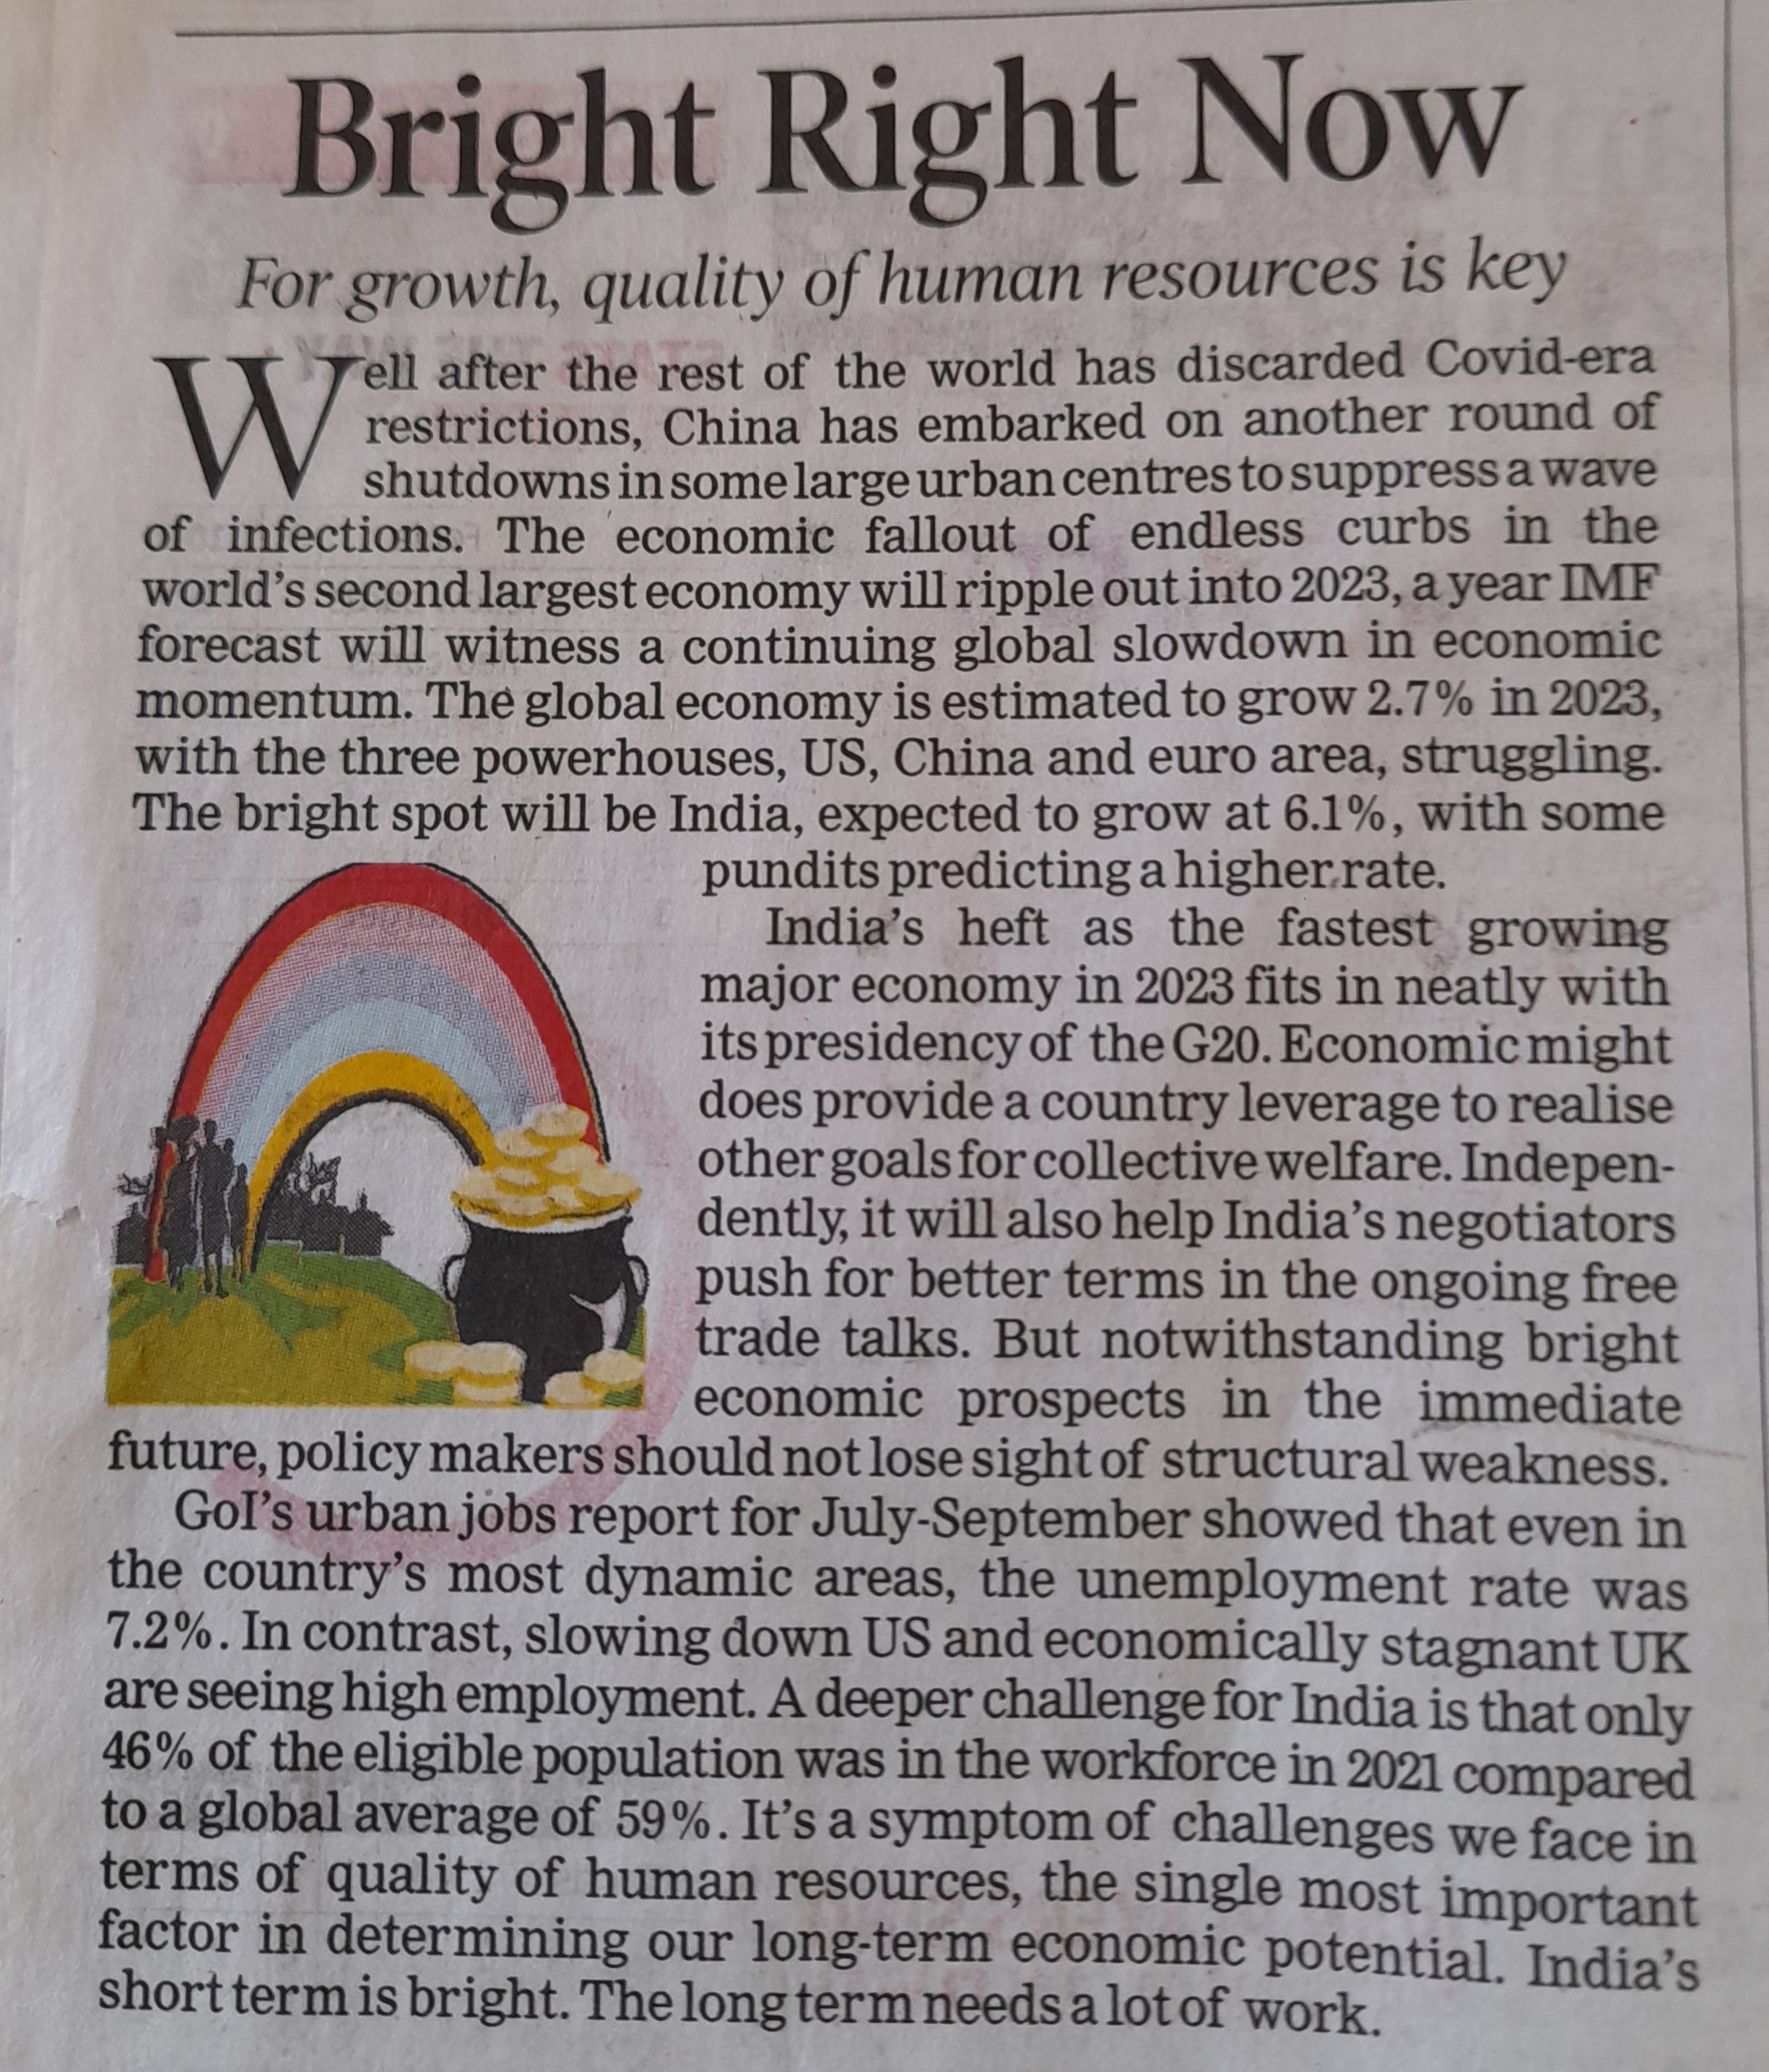 Bright Right Now
For growth, quality of human resources is key
Well after the rest of the world has discarded Covid-era
restrictions, China has embarked on another round of
shutdowns in some large urban centres to suppress a wave
of infections. The economic fallout of endless curbs in the
world's second largest economy will ripple out into 2023, a year IMF
forecast will witness a continuing global slowdown in economic
momentum. The global economy is estimated to grow 2.7% in 2023,
with the three powerhouses, US, China and euro area, struggling.
The bright spot will be India, expected to grow at 6.1%, with some
pundits predicting a higher rate.
India's heft as the fastest growing
major economy in 2023 fits in neatly with
its presidency of the G20. Economic might
does provide a country leverage to realise
other goals for collective welfare. Indepen-
dently, it will also help India's negotiators
push for better terms in the ongoing free
trade talks. But notwithstanding bright
economic prospects in the immediate
future, policy makers should not lose sight of structural weakness.
GoI's urban jobs report for July-September showed that even in
the country's most dynamic areas, the unemployment rate was
7.2%. In contrast, slowing down US and economically stagnant UK
are seeing high employment. A deeper challenge for India is that only
46% of the eligible population was in the workforce in 2021 compared
to a global average of 59%. It's a symptom of challenges we face in
terms of quality of human resources, the single most important
factor in determining our long-term economic potential. India's
short term is bright. The long term needs a lot of work.